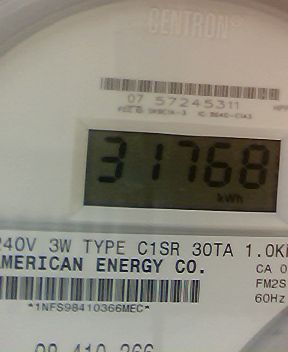 CENTRON®
07 57245311
31768
kWh
240V 3W TYPE C1SR 30TA 1.0K
AMERICAN ENERGY CO.
CA 0
FM2S
60Hz
*1NFS98410366MEC*